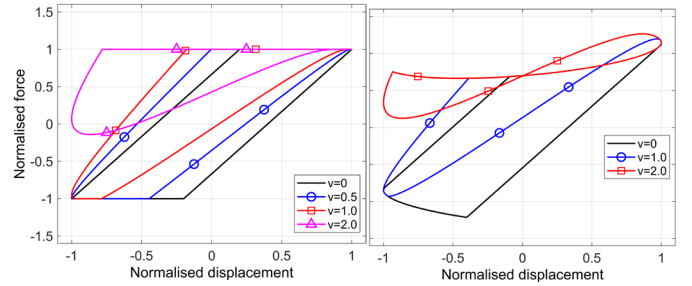 Normalised force
1.5
1
0.5
0
-0.5
-1
-1.5
-1
-0.5
0
0.5
1
Normalised displacement
v=0
v=0.5
v=1.0
v=2.0
-1
-0.5
0
0.5
1
Normalised displacement
v=0
v=1.0
v=2.0